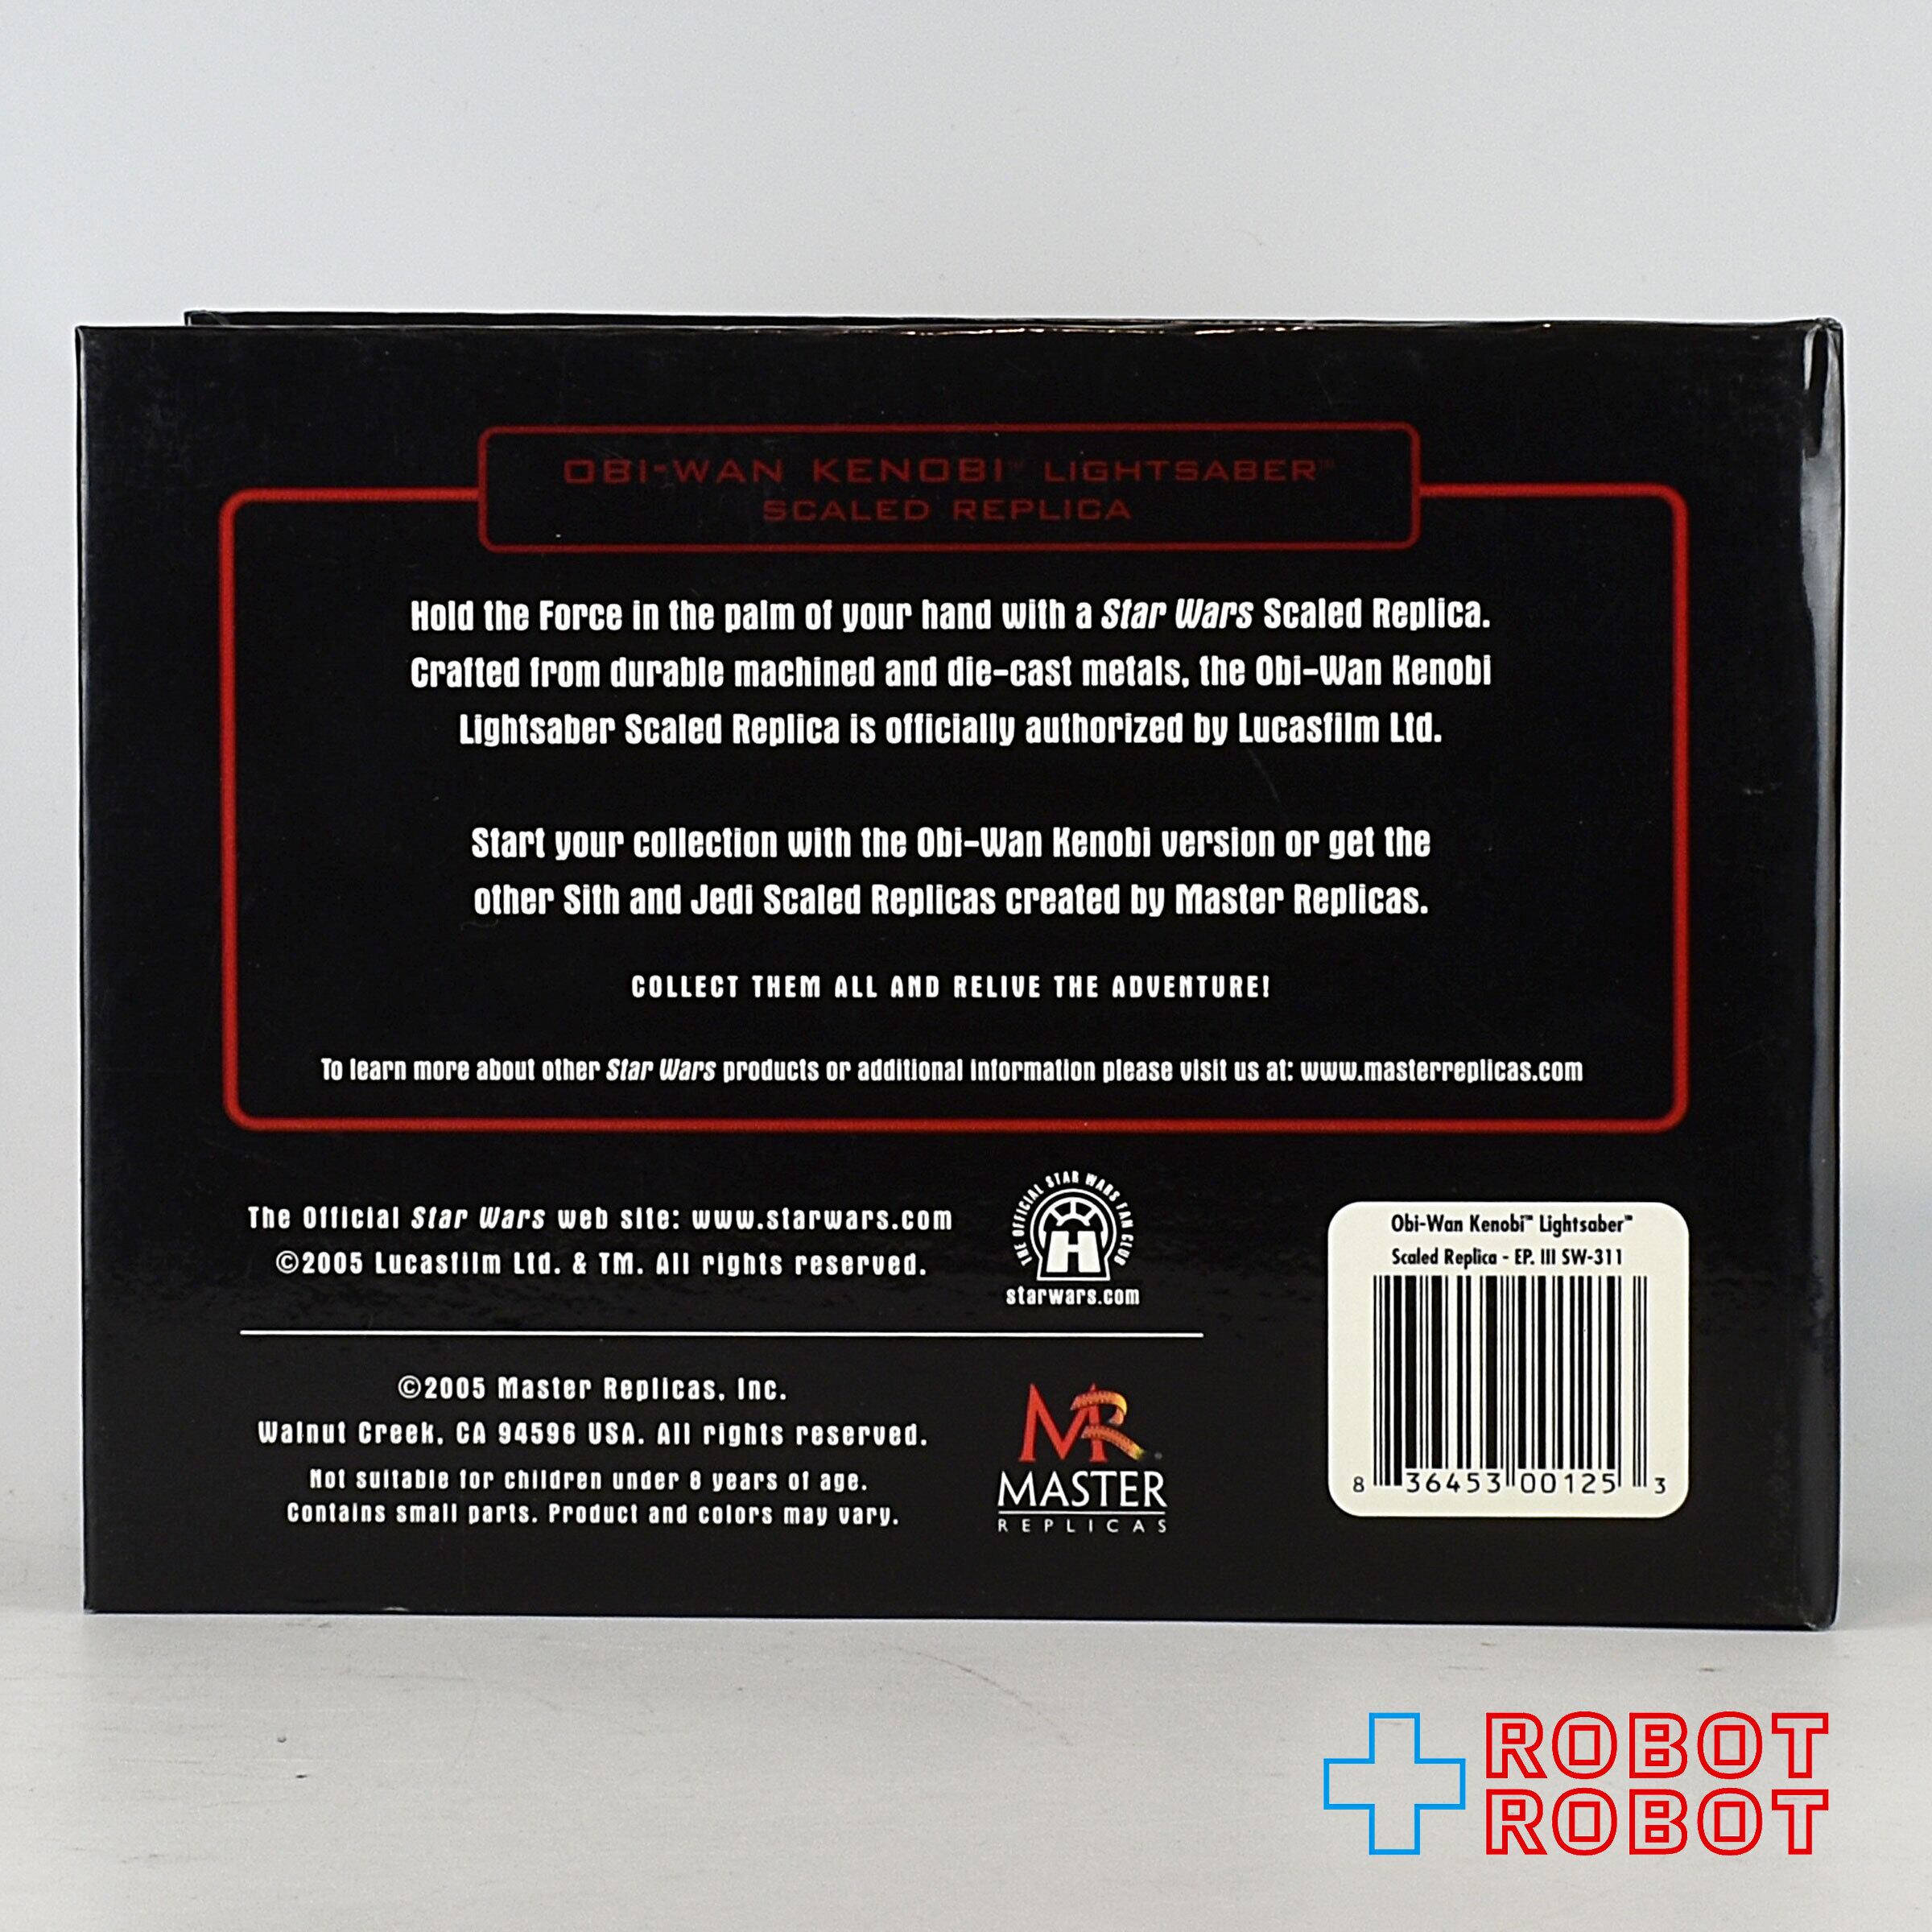 OBI-WAN KENOBI™ LIGHTSABER™
SCALED REPLICA
Hold the Force in the palm of your hand with a Star Wars Scaled Replica.
Crafted from durable machined and die-cast metals, the Obi-Wan Kenobi
Lightsaber Scaled Replica is officially authorized by Lucasfilm Ltd.
Start your collection with the Obi-Wan Kenobi version or get the
other Sith and Jedi Scaled Replicas created by Master Replicas.
COLLECT THEM ALL AND RELIVE THE ADVENTURE!
To learn more about other Star Wars products or additional information please visit us at: www.masterreplicas.com
The Official Star Wars web site: www.starwars.com
©2005 Lucasfilm Ltd. & TM. All rights reserved.
THE OFFICIAL STAR WARS FAN CLUB
starwars.com
©2005 Master Replicas, Inc.
Walnut Creek, CA 94596 USA. All rights reserved.
Not suitable for children under 8 years of age.
Contains small parts. Product and colors may vary.
MR
MASTER
REPLICAS
Obi-Wan Kenobi™ Lightsaber™
Scaled Replica - EP. III SW-311
8 36453 00125 3
ROBOT
ROBOT